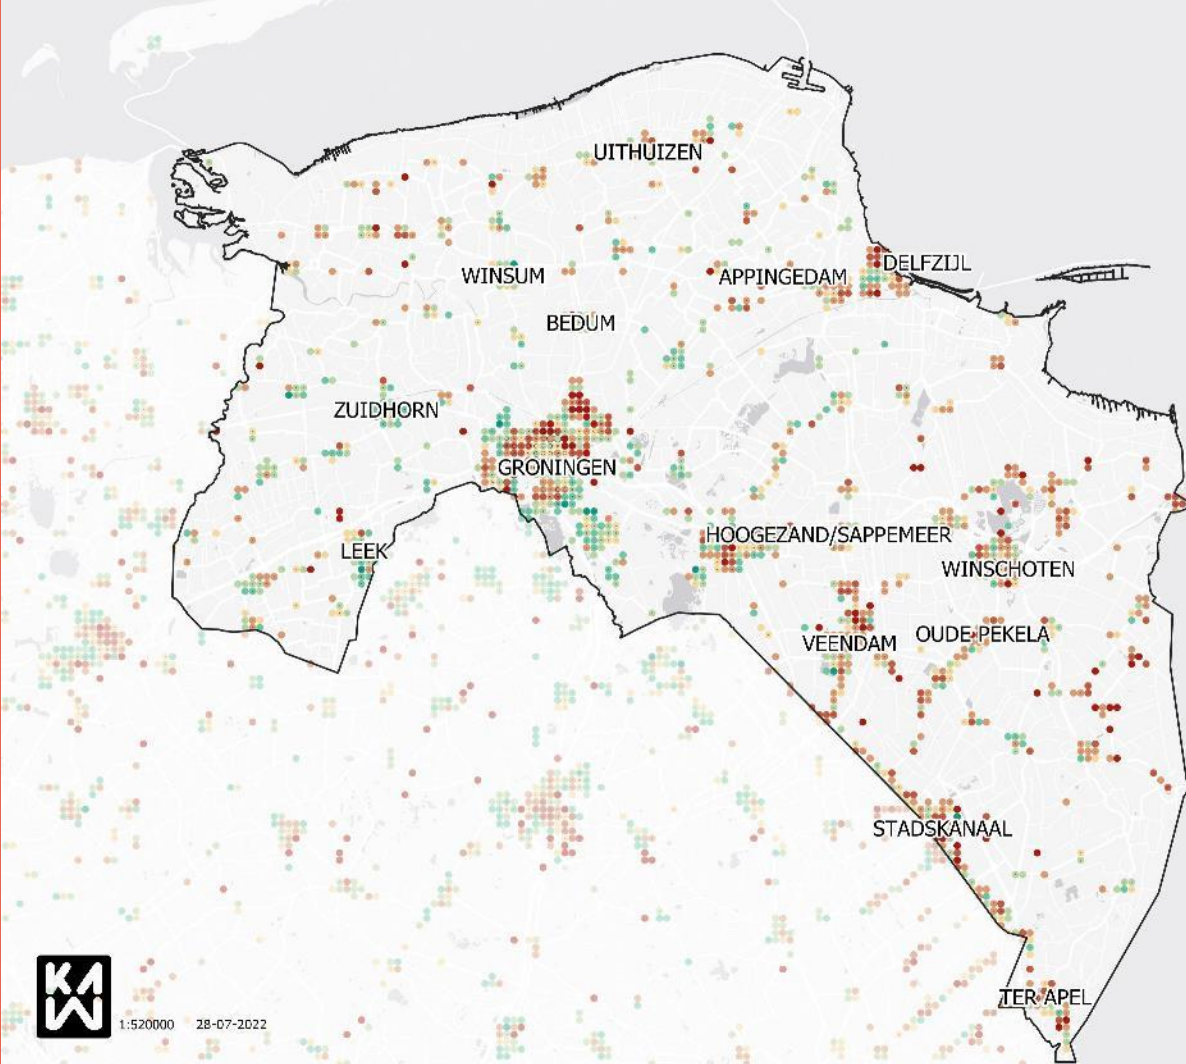 UITHUIZEN
DELFZIJL
WINSUM
APPINGEDAM
BEDUM
ZUIDHORN
GRONINGEN
HOOGEZAND/SAPPEMEER
LEEK
WINSCHOTEN
OUDE PEKELA
VEENDAM
STADSKANAAL
TER APEL
KAW
1:520000 28-07-2022